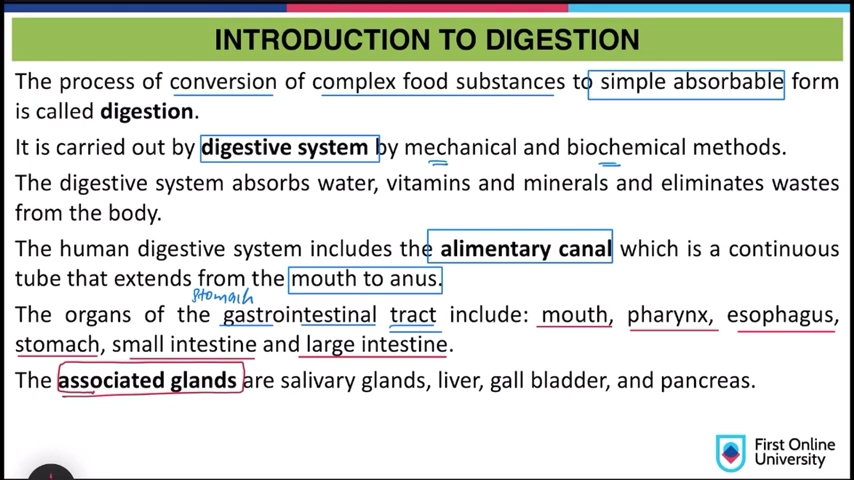 INTRODUCTION TO DIGESTION
The process of conversion of complex food substances to simple absorbable form
is called digestion.
It is carried out by digestive system by mechanical and biochemical methods.
The digestive system absorbs water, vitamins and minerals and eliminates wastes
from the body.
The human digestive system includes the alimentary canal which is a continuous
tube that extends from the mouth to anus.
stomach
The organs of the gastrointestinal tract include: mouth, pharynx, esophagus,
stomach, small intestine and large intestine.
The associated glands are salivary glands, liver, gall bladder, and pancreas.
First Online
University